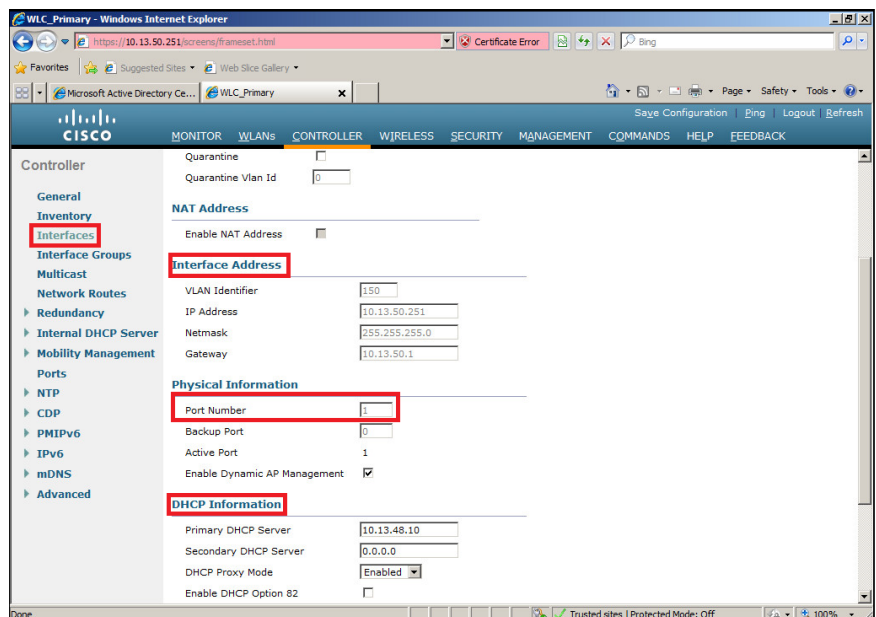 WLC_Primary - Windows Internet Explorer
https://10.13.50.251/screens/frameset.html
Certificate Error
Bing
Favorites
Suggested Sites
Web Slice Gallery
Microsoft Active Directory Ce...
WLC_Primary
Page
Safety
Tools
Save Configuration | Ping | Logout | Refresh
CISCO
MONITOR WLANs CONTROLLER WIRELESS SECURITY MANAGEMENT COMMANDS HELP FEEDBACK
Controller
General
Inventory
Interfaces
Interface Groups
Multicast
Network Routes
Redundancy
Internal DHCP Server
Mobility Management
Ports
NTP
CDP
PMIPv6
IPv6
mDNS
Advanced
Quarantine
Quarantine Vlan Id 0
NAT Address
Enable NAT Address
Interface Address
VLAN Identifier 150
IP Address 10.13.50.251
Netmask 255.255.255.0
Gateway 10.13.50.1
Physical Information
Port Number 1
Backup Port 0
Active Port 1
Enable Dynamic AP Management
DHCP Information
Primary DHCP Server 10.13.48.10
Secondary DHCP Server 0.0.0.0
DHCP Proxy Mode Enabled
Enable DHCP Option 82
Done
Trusted sites | Protected Mode: Off
100%